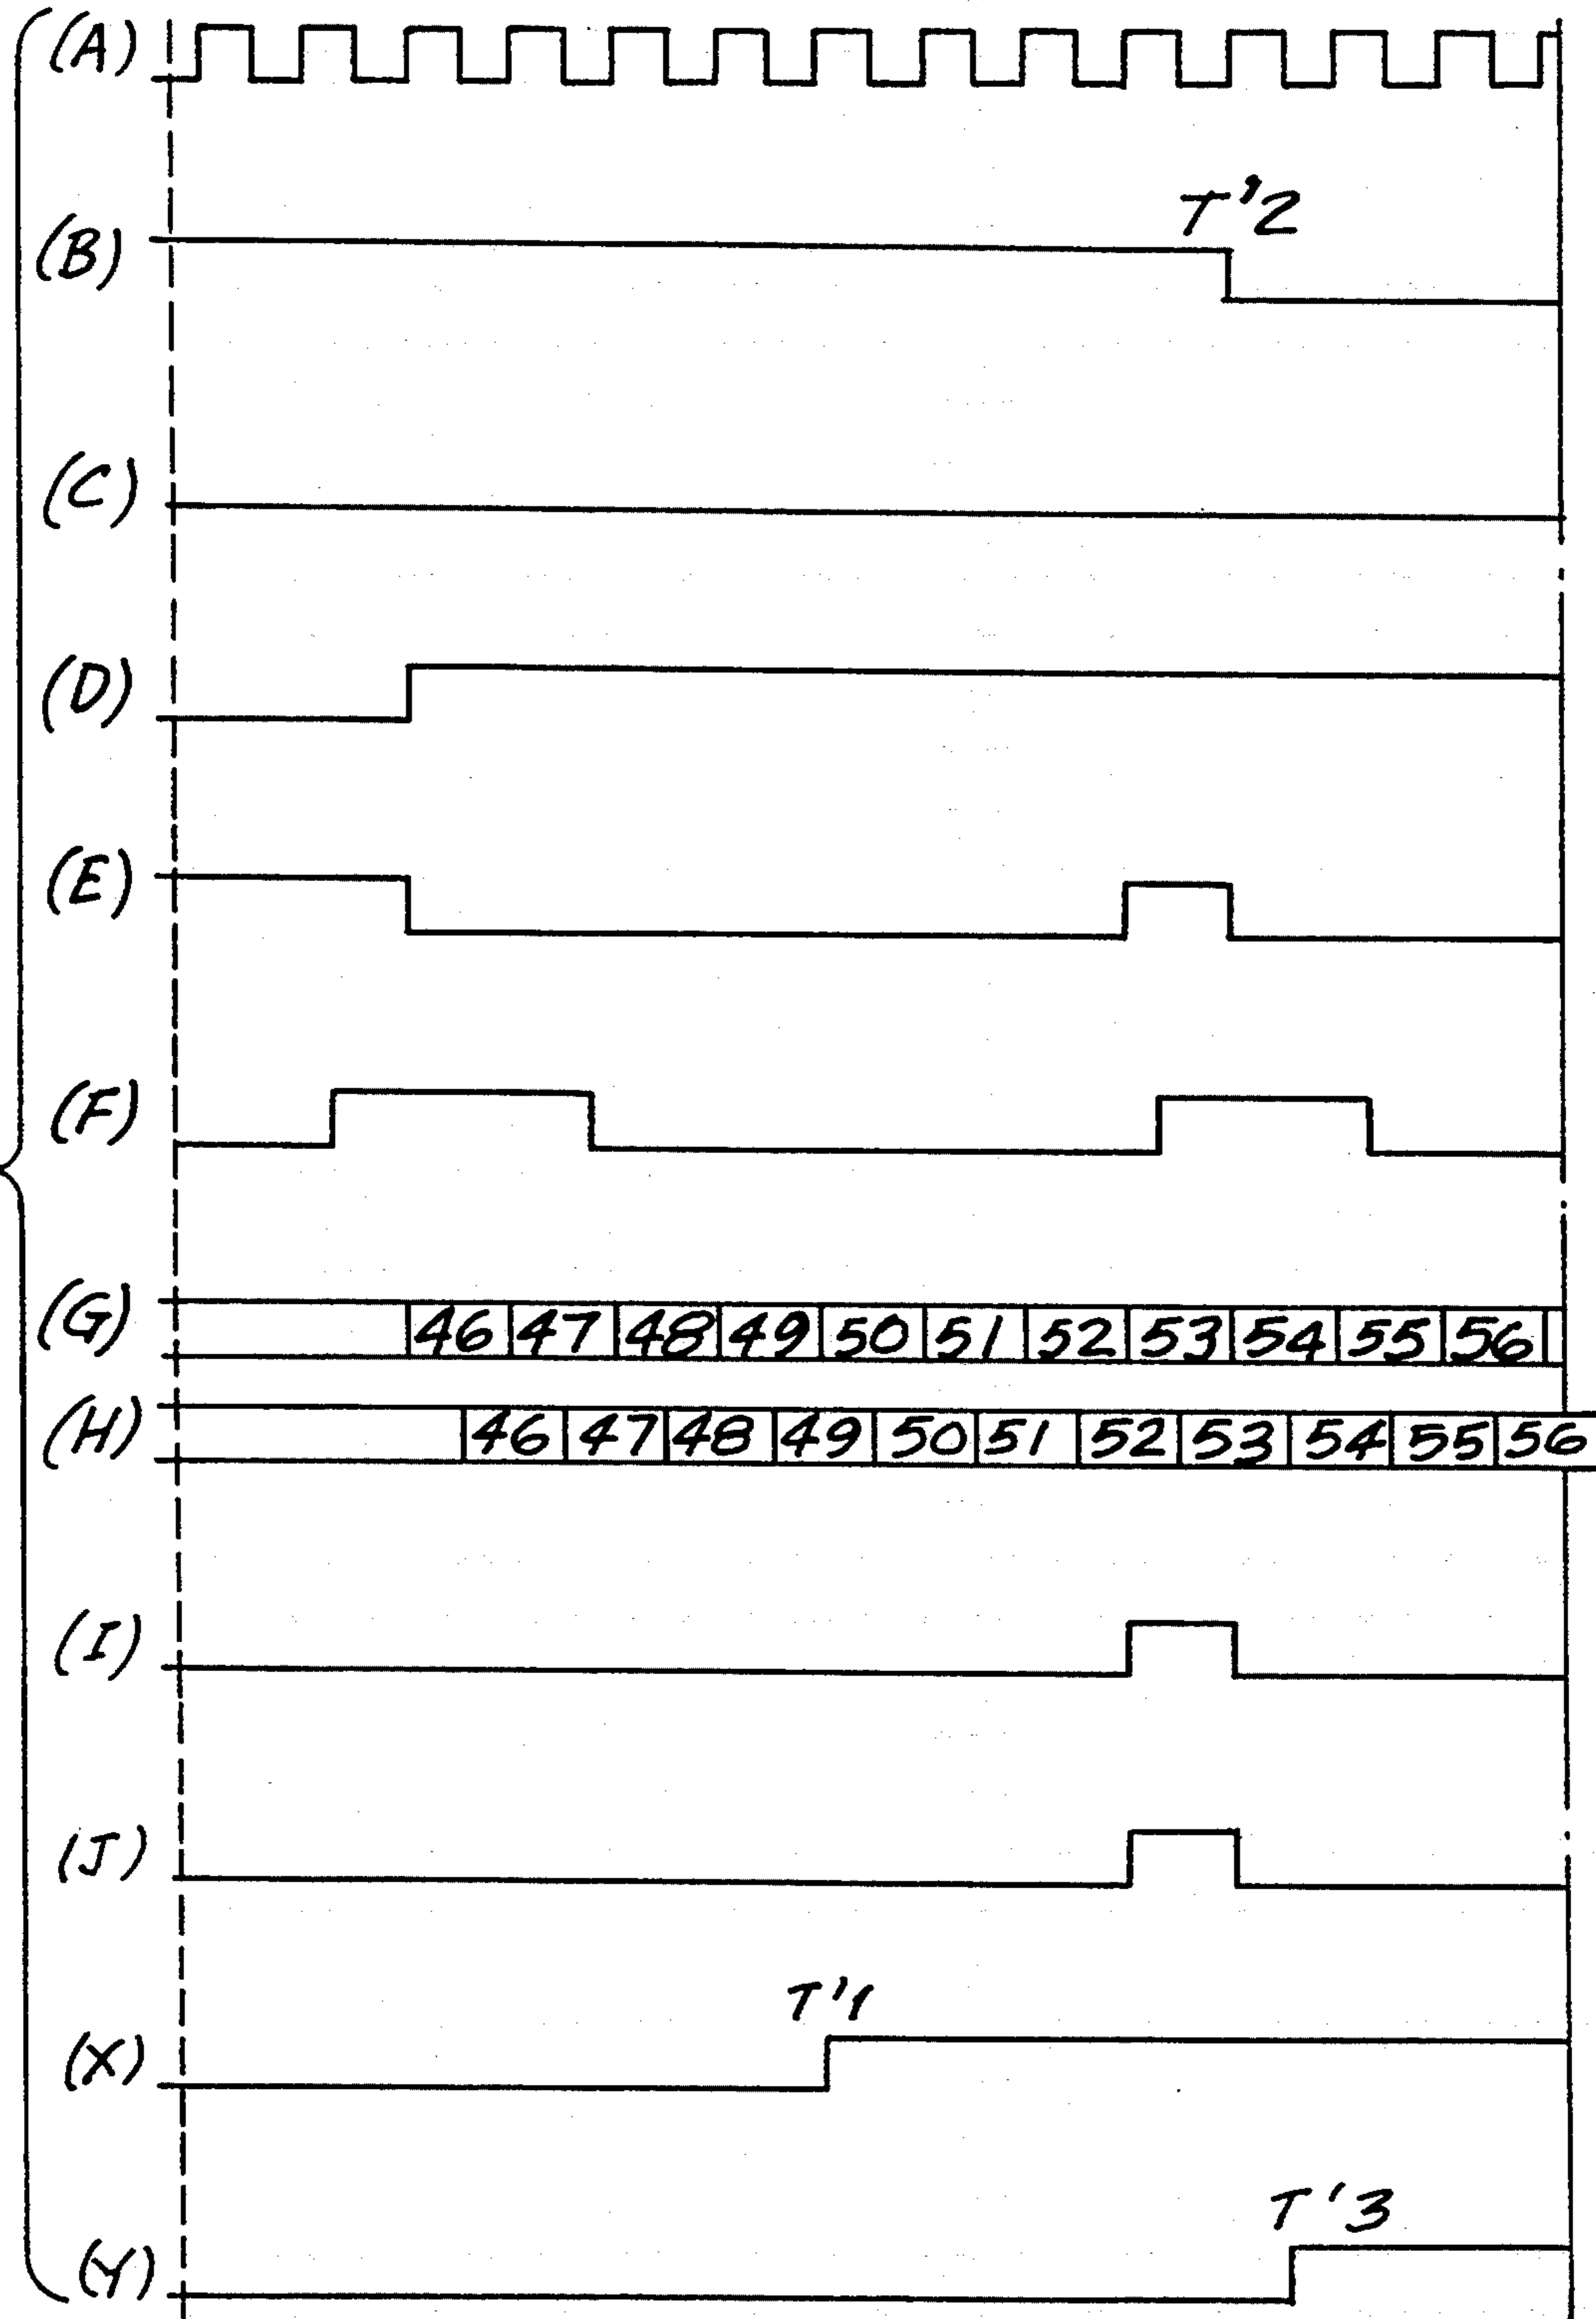 (A)
T'2
(B)
(C)
(D)
(E)
(F)
(G) 46 47 48 49 50 51 52 53 54 55 56
(H) 46 47 48 49 50 51 52 53 54 55 56
(I)
(J)
T'1
(X)
T'3
(Y)